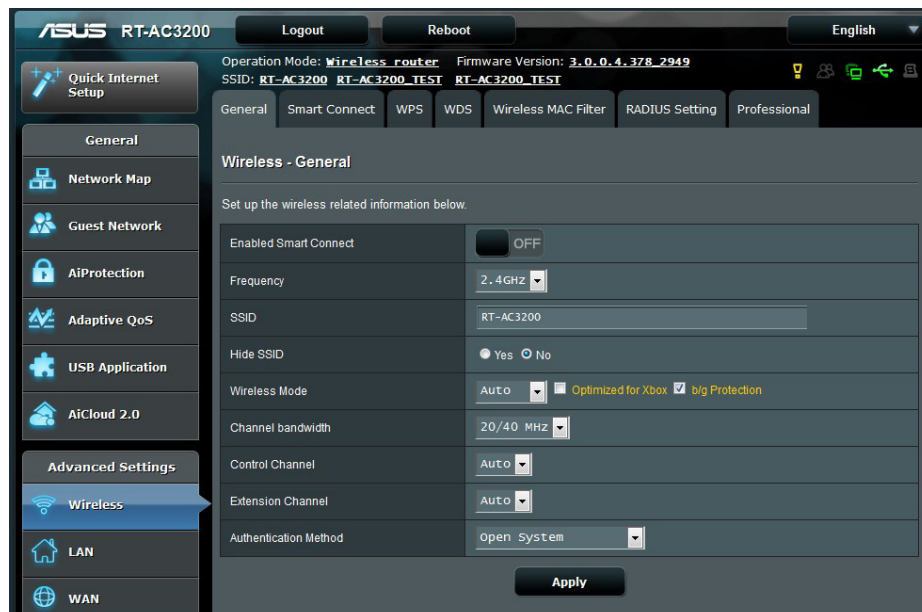 ASUS RT-AC3200 Logout Reboot English
Operation Mode: Wireless router Firmware Version: 3.0.0.4.378_2949
SSID: RT-AC3200 RT-AC3200_TEST RT-AC3200_TEST
Quick Internet
Setup
General Smart Connect WPS WDS Wireless MAC Filter RADIUS Setting Professional
General
Network Map
Guest Network
AiProtection
Adaptive QoS
USB Application
AiCloud 2.0
Advanced Settings
Wireless
LAN
WAN
Wireless - General
Set up the wireless related information below.
Enabled Smart Connect OFF
Frequency 2.4GHz
SSID RT-AC3200
Hide SSID Yes No
Wireless Mode Auto Optimized for Xbox b/g Protection
Channel bandwidth 20/40 MHz
Control Channel Auto
Extension Channel Auto
Authentication Method Open System
Apply